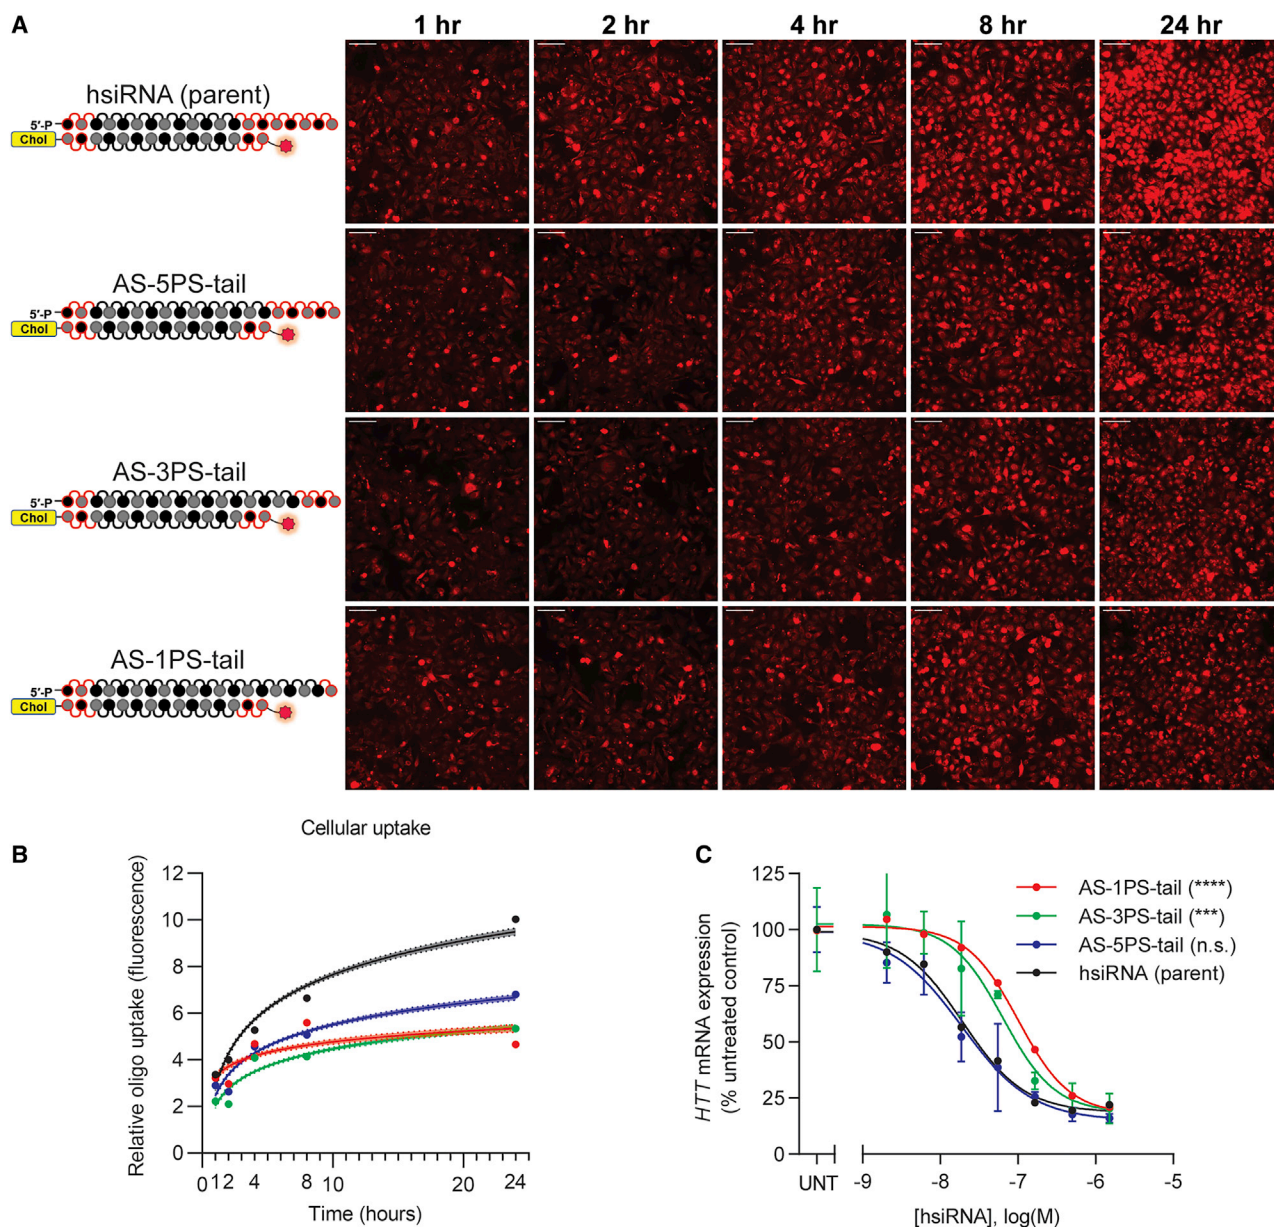 A
1 hr
2 hr
4 hr
8 hr
24 hr
hsiRNA (parent)
5′-P
Chol
AS-5PS-tail
5′-P
Chol
AS-3PS-tail
5′-P
Chol
AS-1PS-tail
5′-P
Chol
B
Cellular uptake
Relative oligo uptake (fluorescence)
12
10
8
6
4
2
0
0 1 2 4 8 10 20 24
Time (hours)
C
HTT mRNA expression
(% untreated control)
125
100
75
50
25
0
UNT -9 -8 -7 -6 -5
[hsiRNA], log(M)
AS-1PS-tail (****)
AS-3PS-tail (***)
AS-5PS-tail (n.s.)
hsiRNA (parent)